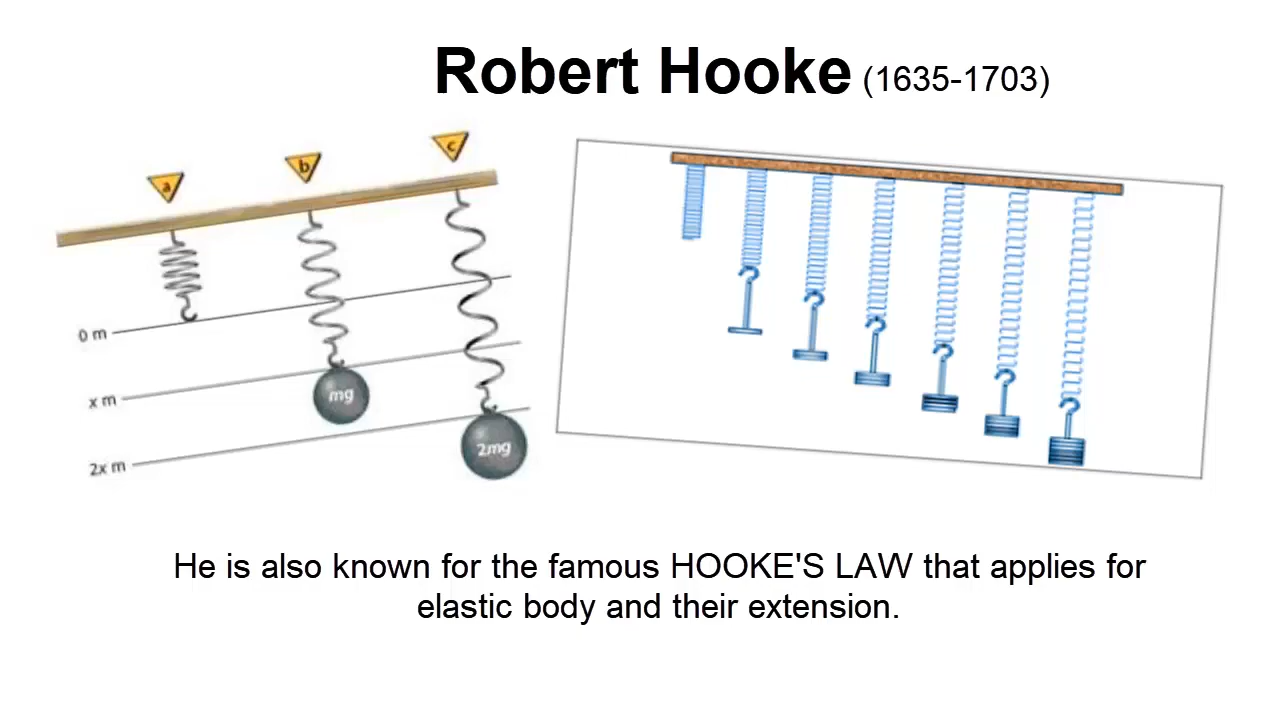 Robert Hooke (1635-1703)
a
b
c
0 m
x m
2x m
mg
2mg
He is also known for the famous HOOKE'S LAW that applies for
elastic body and their extension.